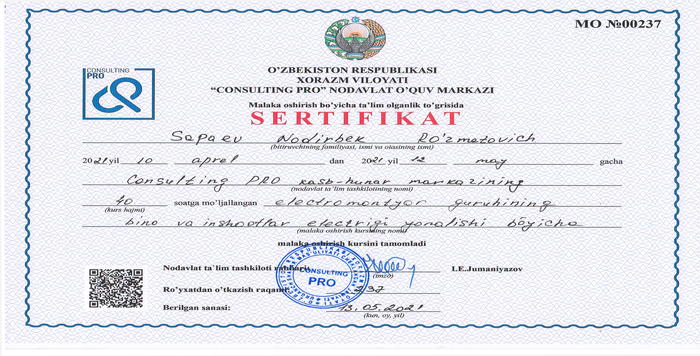 MO №00237
CONSULTING
PRO
O’ZBEKISTON RESPUBLIKASI
XORAZM VILOYATI
“CONSULTING PRO” NODAVLAT O’QUV MARKAZI
Malaka oshirish bo’yicha ta’lim olganlik to’g’risida
SERTIFIKAT
Sapaev Nodirbek Ro’zmetovich
(bitiruvchining familiyasi, ismi va otasining ismi)
2021 yil 10 aprel dan 2021 yil 12 may gacha
Consulting PRO kasb-hunar markazining
(nodavlat ta`lim tashkilotining nomi)
40 soatga mo’ljallangan electromontyor guruhining
(kurs hajmi)
bino va inshootlar electrigi yonalishi bo’yicha
(malaka oshirish kursining nomi)
malaka oshirish kursini tamomladi
Nodavlat ta`lim tashkiloti rahbari I.E.Jumaniyazov
(imzo)
CONSULTING
PRO
Ro’yxatdan o’tkazish raqami 237
Berilgan sanasi: 13.05.2021
(kun, oy, yil)